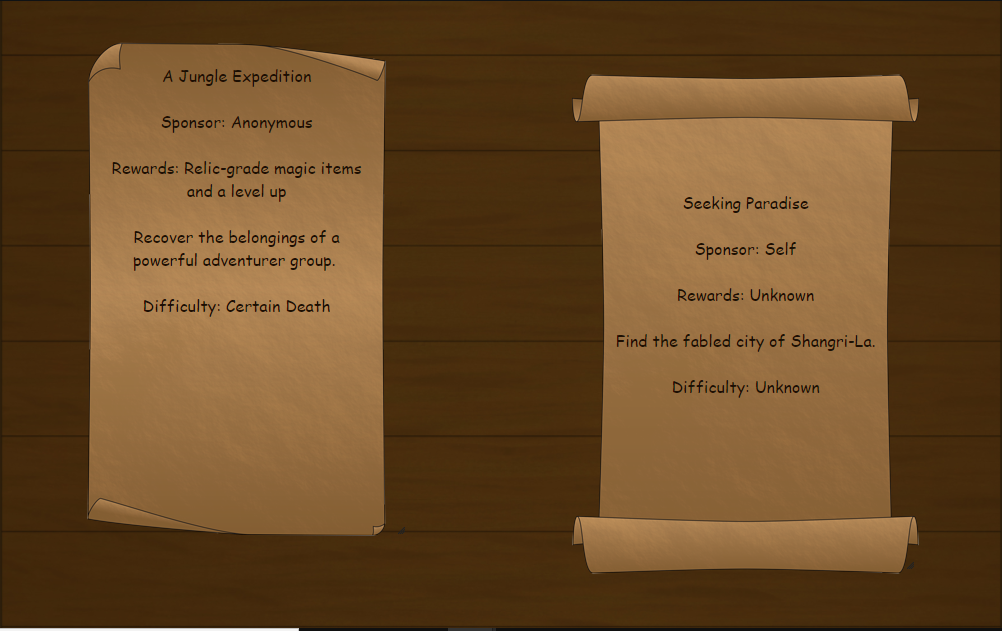 A Jungle Expedition
Sponsor: Anonymous
Rewards: Relic-grade magic items
and a level up
Recover the belongings of a
powerful adventurer group.
Difficulty: Certain Death
Seeking Paradise
Sponsor: Self
Rewards: Unknown
Find the fabled city of Shangri-La.
Difficulty: Unknown